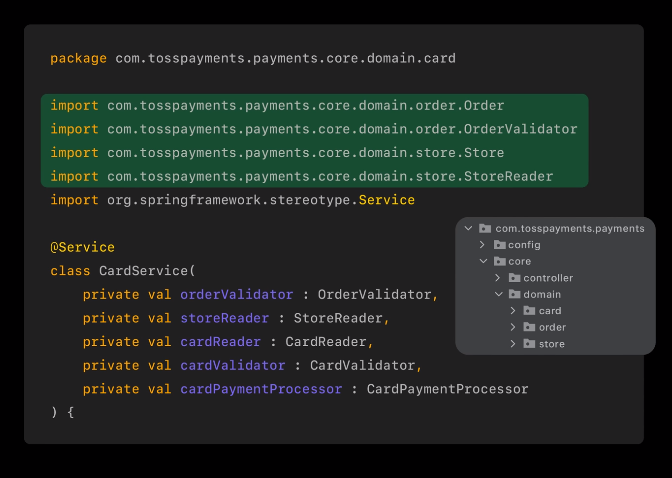 package com.tosspayments.payments.core.domain.card
import com.tosspayments.payments.core.domain.order.Order
import com.tosspayments.payments.core.domain.order.OrderValidator
import com.tosspayments.payments.core.domain.store.Store
import com.tosspayments.payments.core.domain.store.StoreReader
import org.springframework.stereotype.Service
@Service
class CardService(
private val orderValidator : OrderValidator,
private val storeReader : StoreReader,
private val cardReader : CardReader,
private val cardValidator : CardValidator,
private val cardPaymentProcessor : CardPaymentProcessor
) {
com.tosspayments.payments
config
core
controller
domain
card
order
store